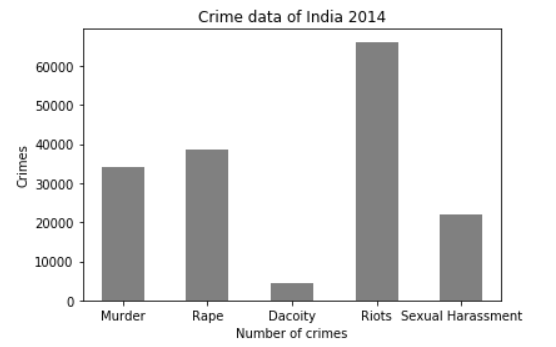 Crime data of India 2014
60000
50000
40000
30000
20000
10000
0
Crimes
Murder Rape Dacoity Riots Sexual Harassment
Number of crimes